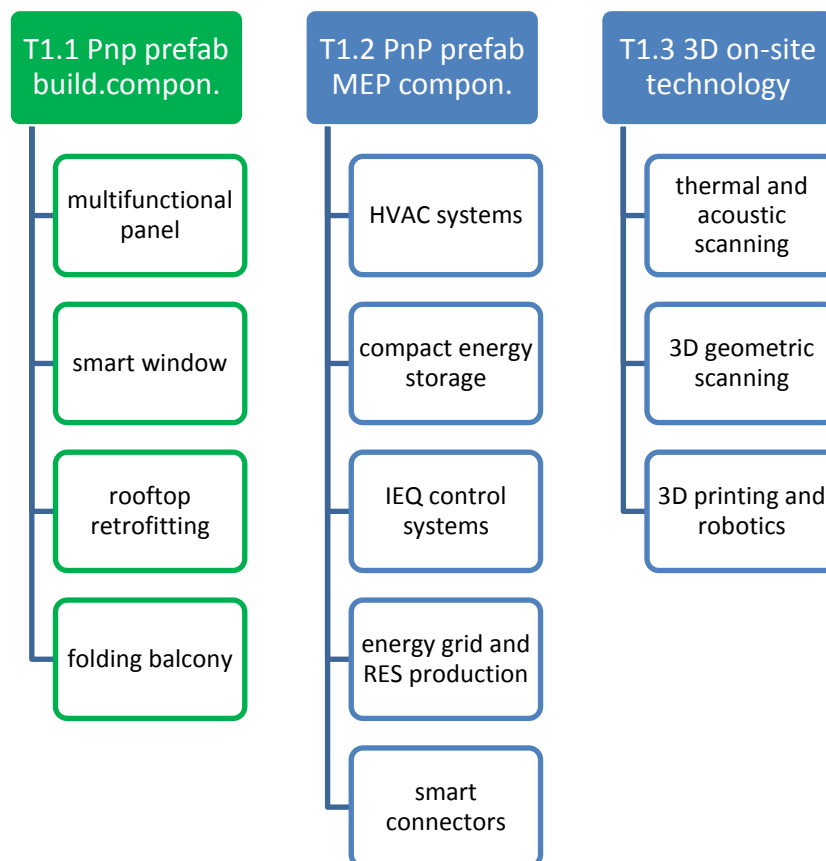 T1.1 Pnp prefab
build.compon.
multifunctional
panel
smart window
rooftop
retrofitting
folding balcony
T1.2 PnP prefab
MEP compon.
HVAC systems
compact energy
storage
IEQ control
systems
energy grid and
RES production
smart
connectors
T1.3 3D on-site
technology
thermal and
acoustic
scanning
3D geometric
scanning
3D printing and
robotics